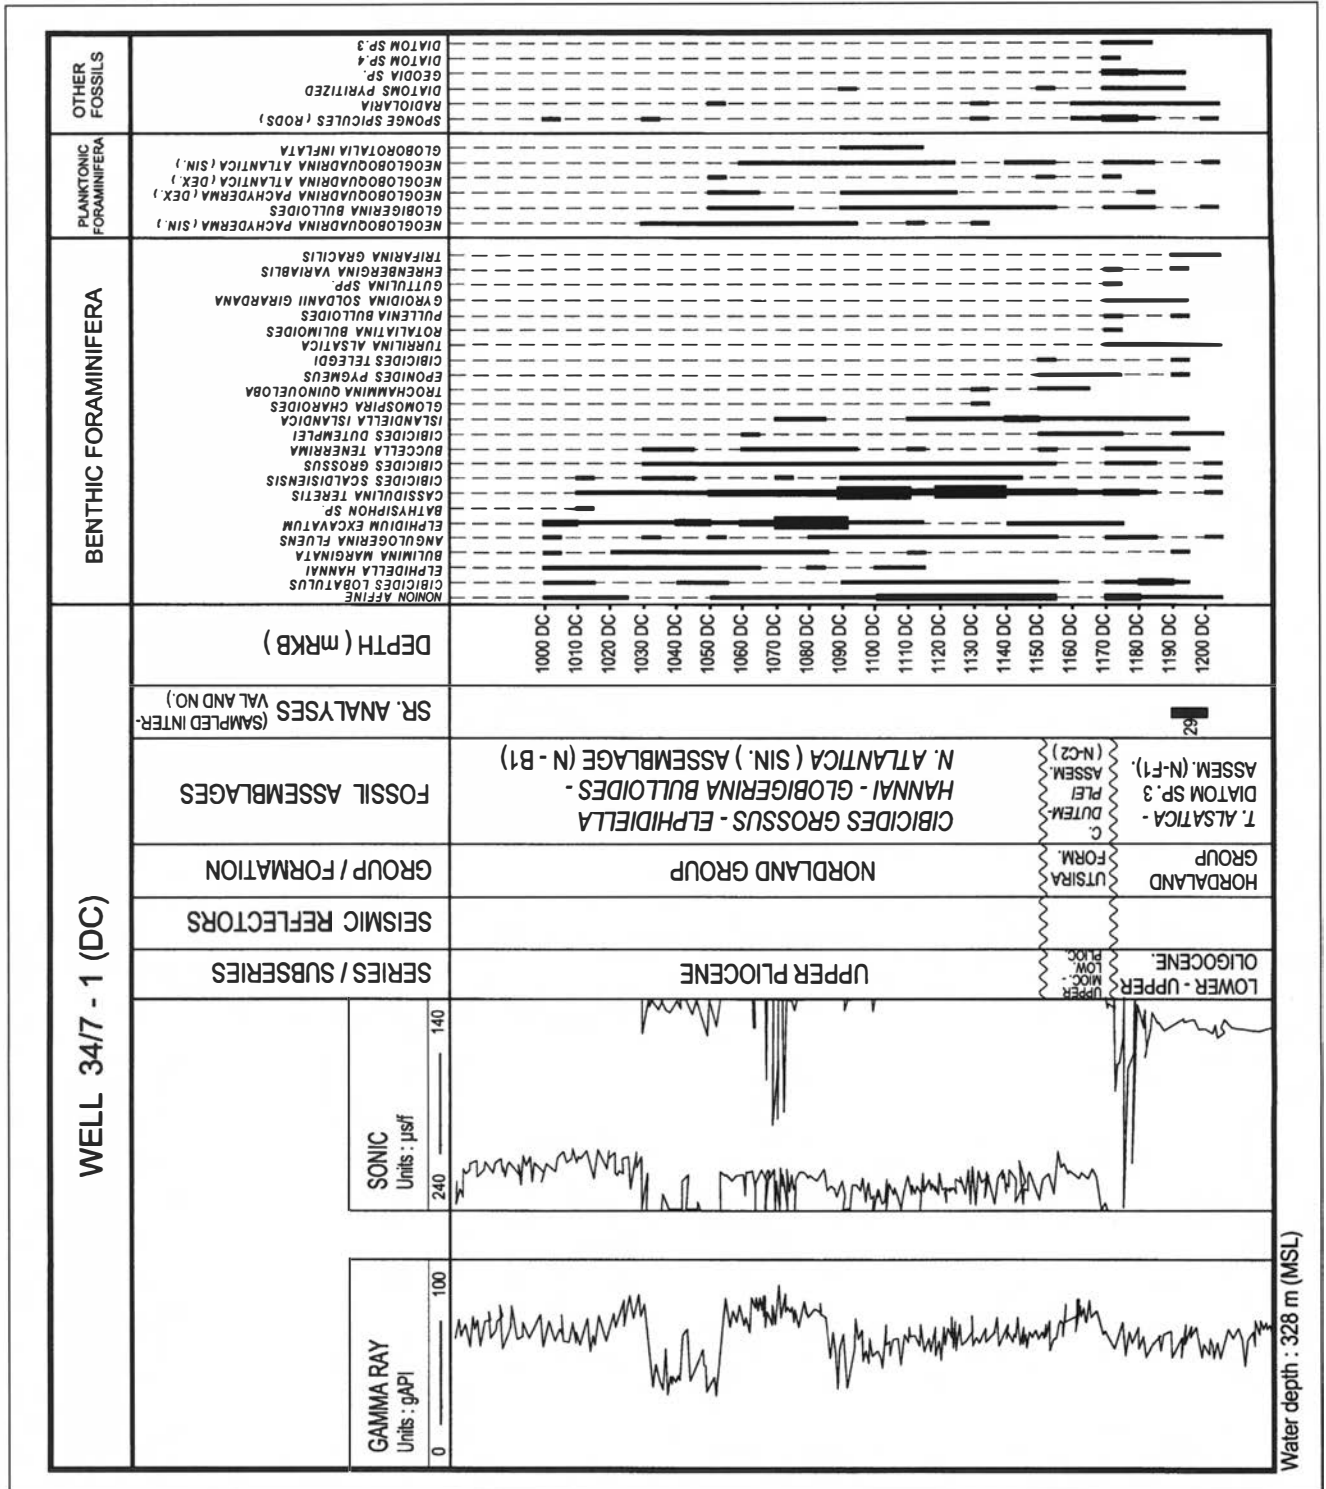 WELL 34/7 - 1 (DC)
GAMMA RAY
Units : gAPI
0
100
SONIC
Units : µs/f
240
140
SERIES / SUBSERIES
UPPER PLIOCENE
UPPER
MIOC. -
LOW.
PLIOC.
LOWER - UPPER
OLIGOCENE.
SEISMIC REFLECTORS
GROUP / FORMATION
NORDLAND GROUP
UTSIRA
FORM.
HORDALAND
GROUP
FOSSIL ASSEMBLAGES
CIBICIDES GROSSUS - ELPHIDIELLA
HANNAI - GLOBIGERINA BULLOIDES -
N. ATLANTICA ( SIN. ) ASSEMBLAGE (N - B1)
C.
DUTEM-
PLEI
ASSEM.
( N-C2 )
T. ALSATICA -
DIATOM SP. 3
ASSEM. (N-F1).
SR. ANALYSES (SAMPLED INTER-
VAL AND NO.)
29
DEPTH ( mRKB )
1000 DC
1010 DC
1020 DC
1030 DC
1040 DC
1050 DC
1060 DC
1070 DC
1080 DC
1090 DC
1100 DC
1110 DC
1120 DC
1130 DC
1140 DC
1150 DC
1160 DC
1170 DC
1180 DC
1190 DC
1200 DC
BENTHIC FORAMINIFERA
NONION AFFINE
CIBICIDES LOBATULUS
ELPHIDIELLA HANNAI
BULIMINA MARGINATA
ANGULOGERINA FLUENS
ELPHIDIUM EXCAVATUM
BATHYSIPHON SP.
CASSIDULINA TERETIS
CIBICIDES SCALDISIENSIS
CIBICIDES GROSSUS
BUCCELLA TENERIMA
CIBICIDES DUTEMPLEI
ISLANDIELLA ISLANDICA
GLOMOSPIRA CHAROIDES
TROCHAMMINA QUINQUELOBA
EPONIDES PYGMEUS
CIBICIDES TELEGDI
TURRILINA ALSATICA
ROTALIATINA BULIMOIDES
PULLENIA BULLOIDES
GYROIDINA SOLDANII GIRARDANA
GUTTULINA SPP.
EHRENBERGINA VARIABLIS
TRIFARINA GRACILIS
PLANKTONIC
FORAMINIFERA
NEOGLOBOQUADRINA PACHYDERMA ( SIN. )
GLOBIGERINA BULLOIDES
NEOGLOBOQUADRINA PACHYDERMA ( DEX. )
NEOGLOBOQUADRINA ATLANTICA ( DEX. )
NEOGLOBOQUADRINA ATLANTICA ( SIN. )
GLOBOROTALIA INFLATA
OTHER
FOSSILS
SPONGE SPICULES ( RODS )
RADIOLARIA
DIATOMS PYRITIZED
GEODIA SP.
DIATOM SP.4
DIATOM SP.3
Water depth : 328 m (MSL)